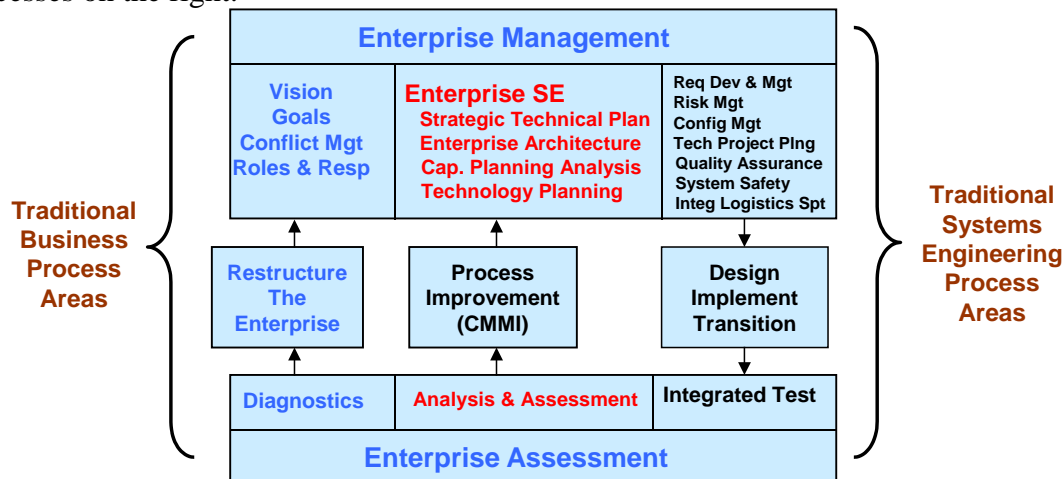 Enterprise Management
Vision
Goals
Conflict Mgt
Roles & Resp
Enterprise SE
Strategic Technical Plan
Enterprise Architecture
Cap. Planning Analysis
Technology Planning
Req Dev & Mgt
Risk Mgt
Config Mgt
Tech Project Plng
Quality Assurance
System Safety
Integ Logistics Spt
Traditional
Business
Process
Areas
Traditional
Systems
Engineering
Process
Areas
Restructure
The
Enterprise
Process
Improvement
(CMMI)
Design
Implement
Transition
Diagnostics
Analysis & Assessment
Integrated Test
Enterprise Assessment